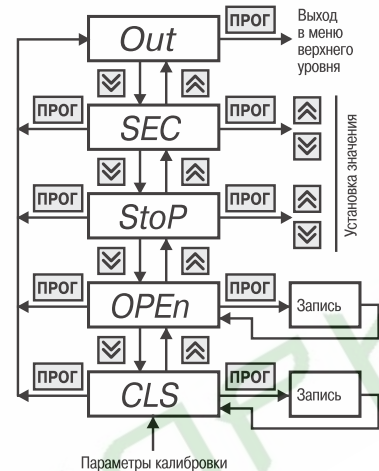 Out
ПРОГ
Выход
в меню
верхнего
уровня
ПРОГ
SEC
ПРОГ
Установка значения
ПРОГ
StoP
ПРОГ
ПРОГ
OPEn
ПРОГ
Запись
ПРОГ
CLS
ПРОГ
Запись
Параметры калибровки